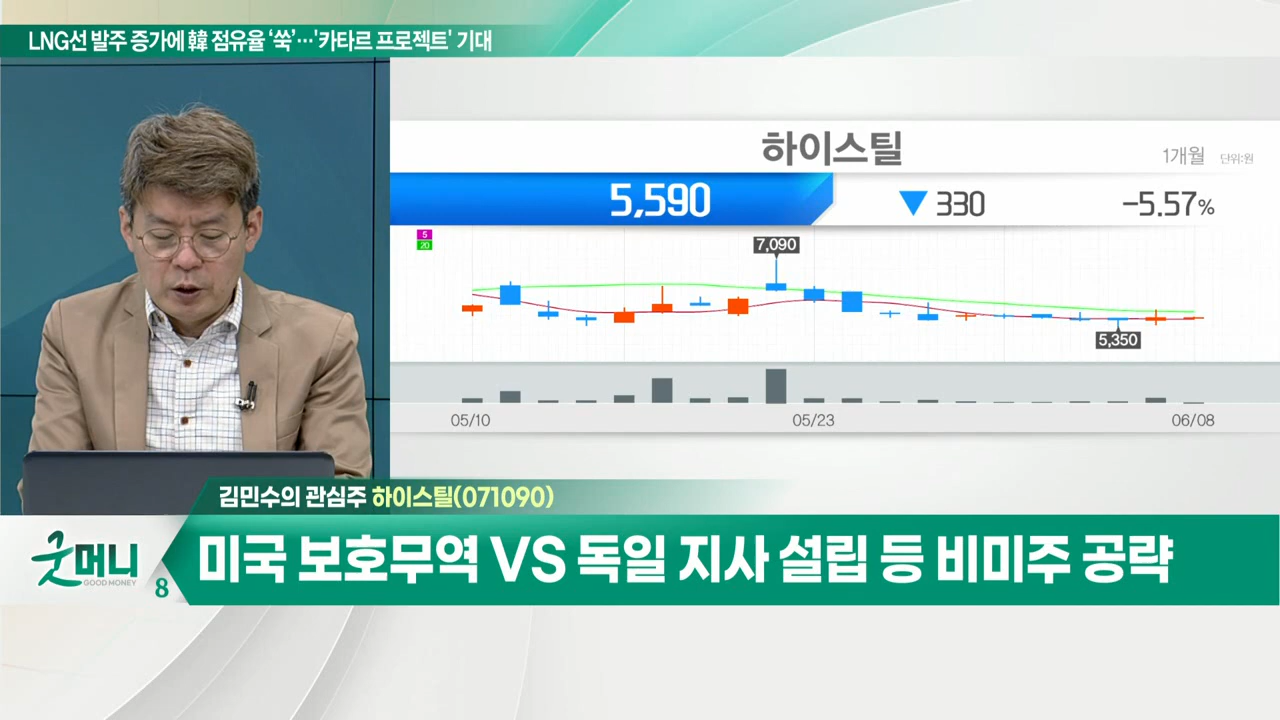 LNG선 발주 증가에 韓 점유율 '쑥'…'카타르 프로젝트' 기대
하이스틸
1개월 단위:원
5,590 ▼ 330 -5.57%
5
20
7,090
5,350
05/10 05/23 06/08
김민수의 관심주 하이스틸(071090)
미국 보호무역 VS 독일 지사 설립 등 비미주 공략
굿머니
GOOD MONEY
8